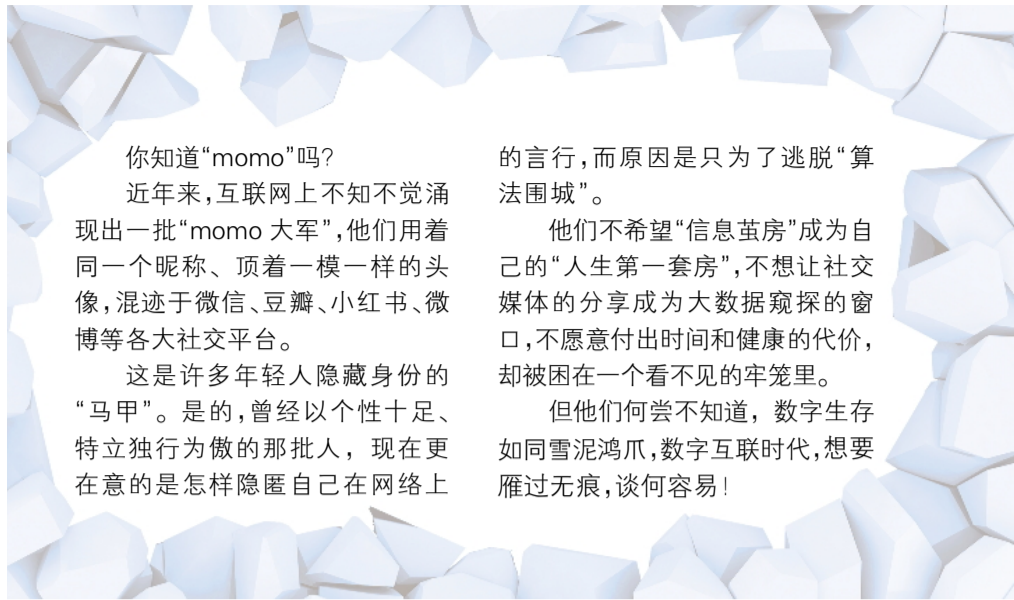 你知道“momo”吗？
近年来，互联网上不知不觉涌
现出一批“momo 大军”，他们用着
同一个昵称、顶着一模一样的头
像，混迹于微信、豆瓣、小红书、微
博等各大社交平台。
这是许多年轻人隐藏身份的
“马甲”。是的，曾经以个性十足、
特立独行为傲的那批人，现在更
在意的是怎样隐匿自己在网络上
的言行，而原因是只为了逃脱“算
法围城”。
他们不希望“信息茧房”成为自
己的“人生第一套房”，不想让社交
媒体的分享成为大数据窥探的窗
口，不愿意付出时间和健康的代价，
却被困在一个看不见的牢笼里。
但他们何尝不知道，数字生存
如同雪泥鸿爪，数字互联时代，想要
雁过无痕，谈何容易！